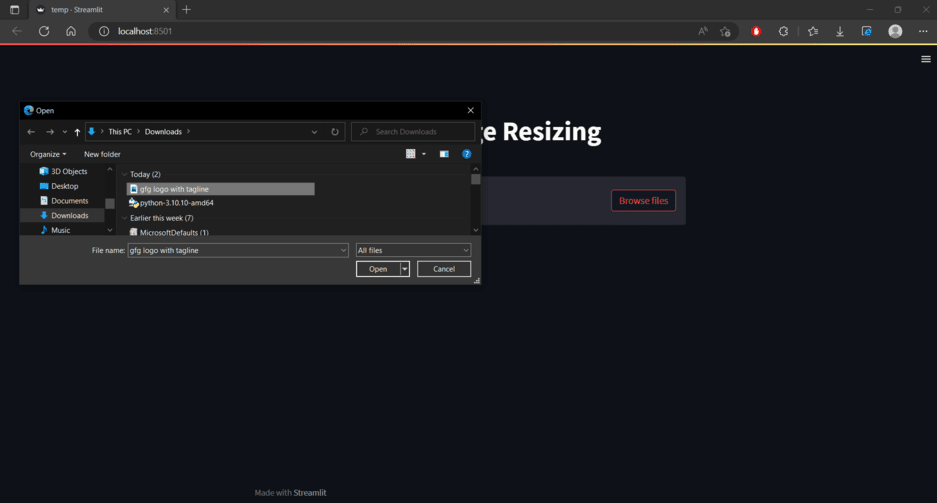 temp · Streamlit
localhost:8501
Open
This PC > Downloads >
Search Downloads
Organize
New folder
3D Objects
Desktop
Documents
Downloads
Music
Today (2)
gfg logo with tagline
python-3.10.10-amd64
Earlier this week (7)
MicrosoftDefaults (1)
File name: gfg logo with tagline
All files
Open
Cancel
ge Resizing
Browse files
Made with Streamlit